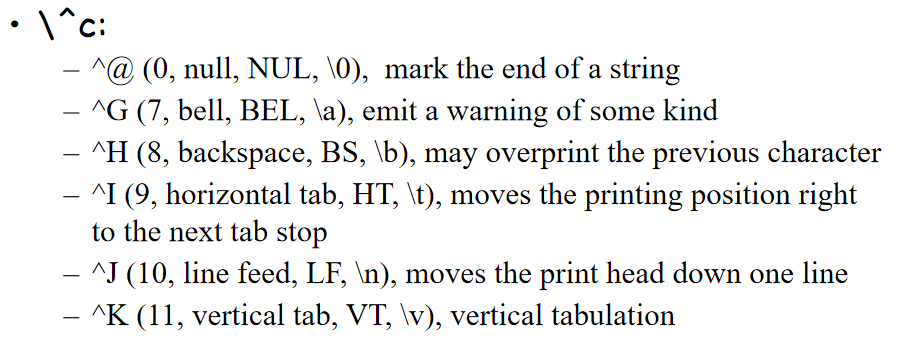 • \^c:
– ^@ (0, null, NUL, \0),  mark the end of a string
– ^G (7, bell, BEL, \a), emit a warning of some kind
– ^H (8, backspace, BS, \b), may overprint the previous character
– ^I (9, horizontal tab, HT, \t), moves the printing position right
to the next tab stop
– ^J (10, line feed, LF, \n), moves the print head down one line
– ^K (11, vertical tab, VT, \v), vertical tabulation